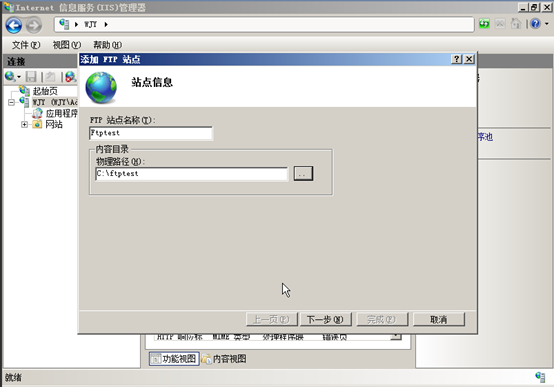 Internet 信息服务(IIS)管理器
WJY
文件(F) 视图(V) 帮助(H)
连接
添加 FTP 站点
起始页
WJY (WJY\Ad
应用程序
网站
站点信息
FTP 站点名称(T):
Ftptest
内容目录
物理路径(H):
C:\ftptest
..
序池
上一页(P) 下一步(N) 完成(F) 取消
HTTP 响应标 MIME 类型 处理程序映 错误页
功能视图 内容视图
就绪